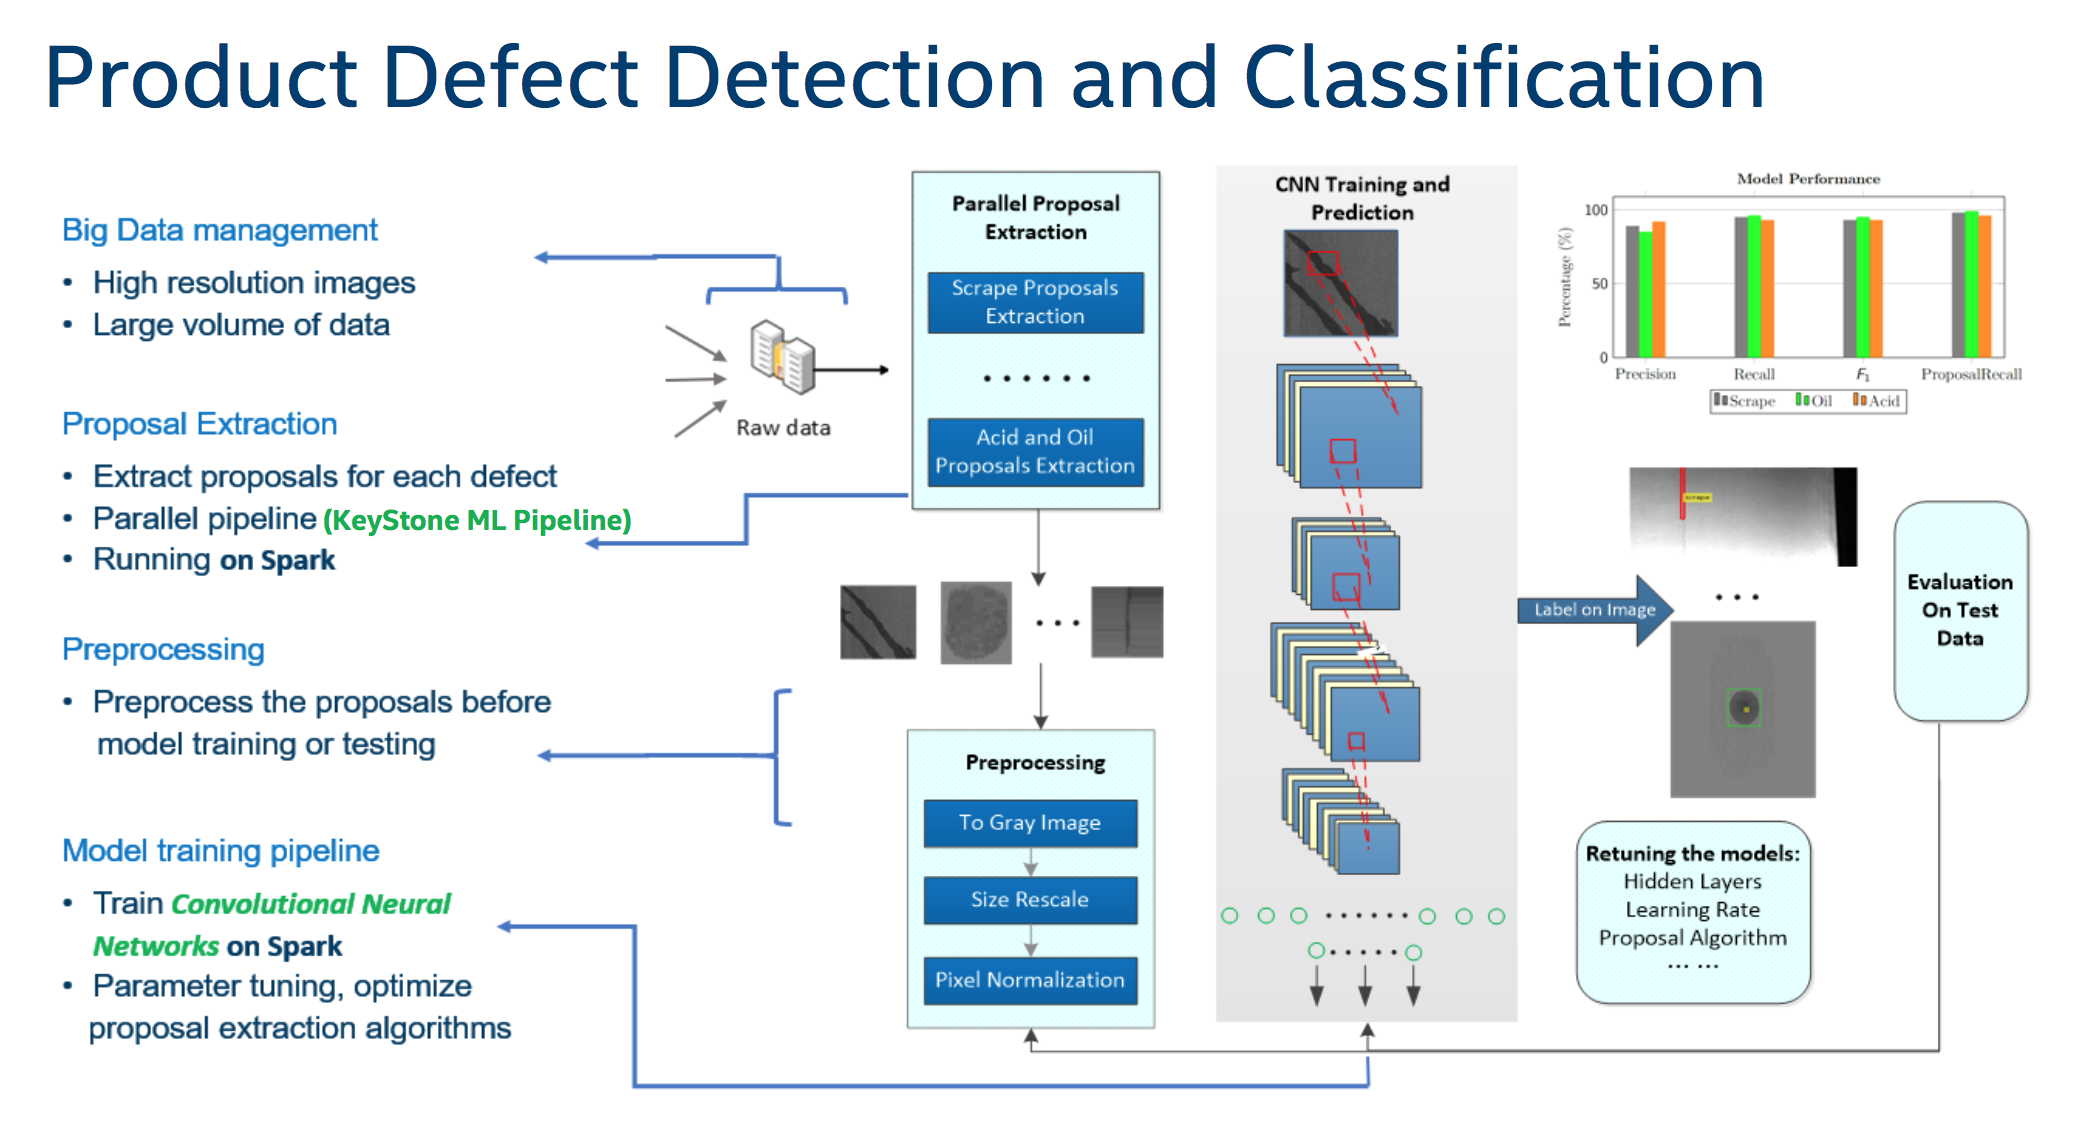 Product Defect Detection and Classification
Big Data management
• High resolution images
• Large volume of data
Proposal Extraction
• Extract proposals for each defect
• Parallel pipeline (KeyStone ML Pipeline)
• Running on Spark
Preprocessing
• Preprocess the proposals before
model training or testing
Model training pipeline
• Train Convolutional Neural
Networks on Spark
• Parameter tuning, optimize
proposal extraction algorithms
Raw data
Parallel Proposal
Extraction
Scrape Proposals
Extraction
......
Acid and Oil
Proposals Extraction
...
Preprocessing
To Gray Image
Size Rescale
Pixel Normalization
CNN Training and
Prediction
Label on Image
Model Performance
Percentage (%)
100
50
0
Precision
Recall
F1
ProposalRecall
Scrape
Oil
Acid
scrape
...
Evaluation
On Test
Data
Retuning the models:
Hidden Layers
Learning Rate
Proposal Algorithm
... ...